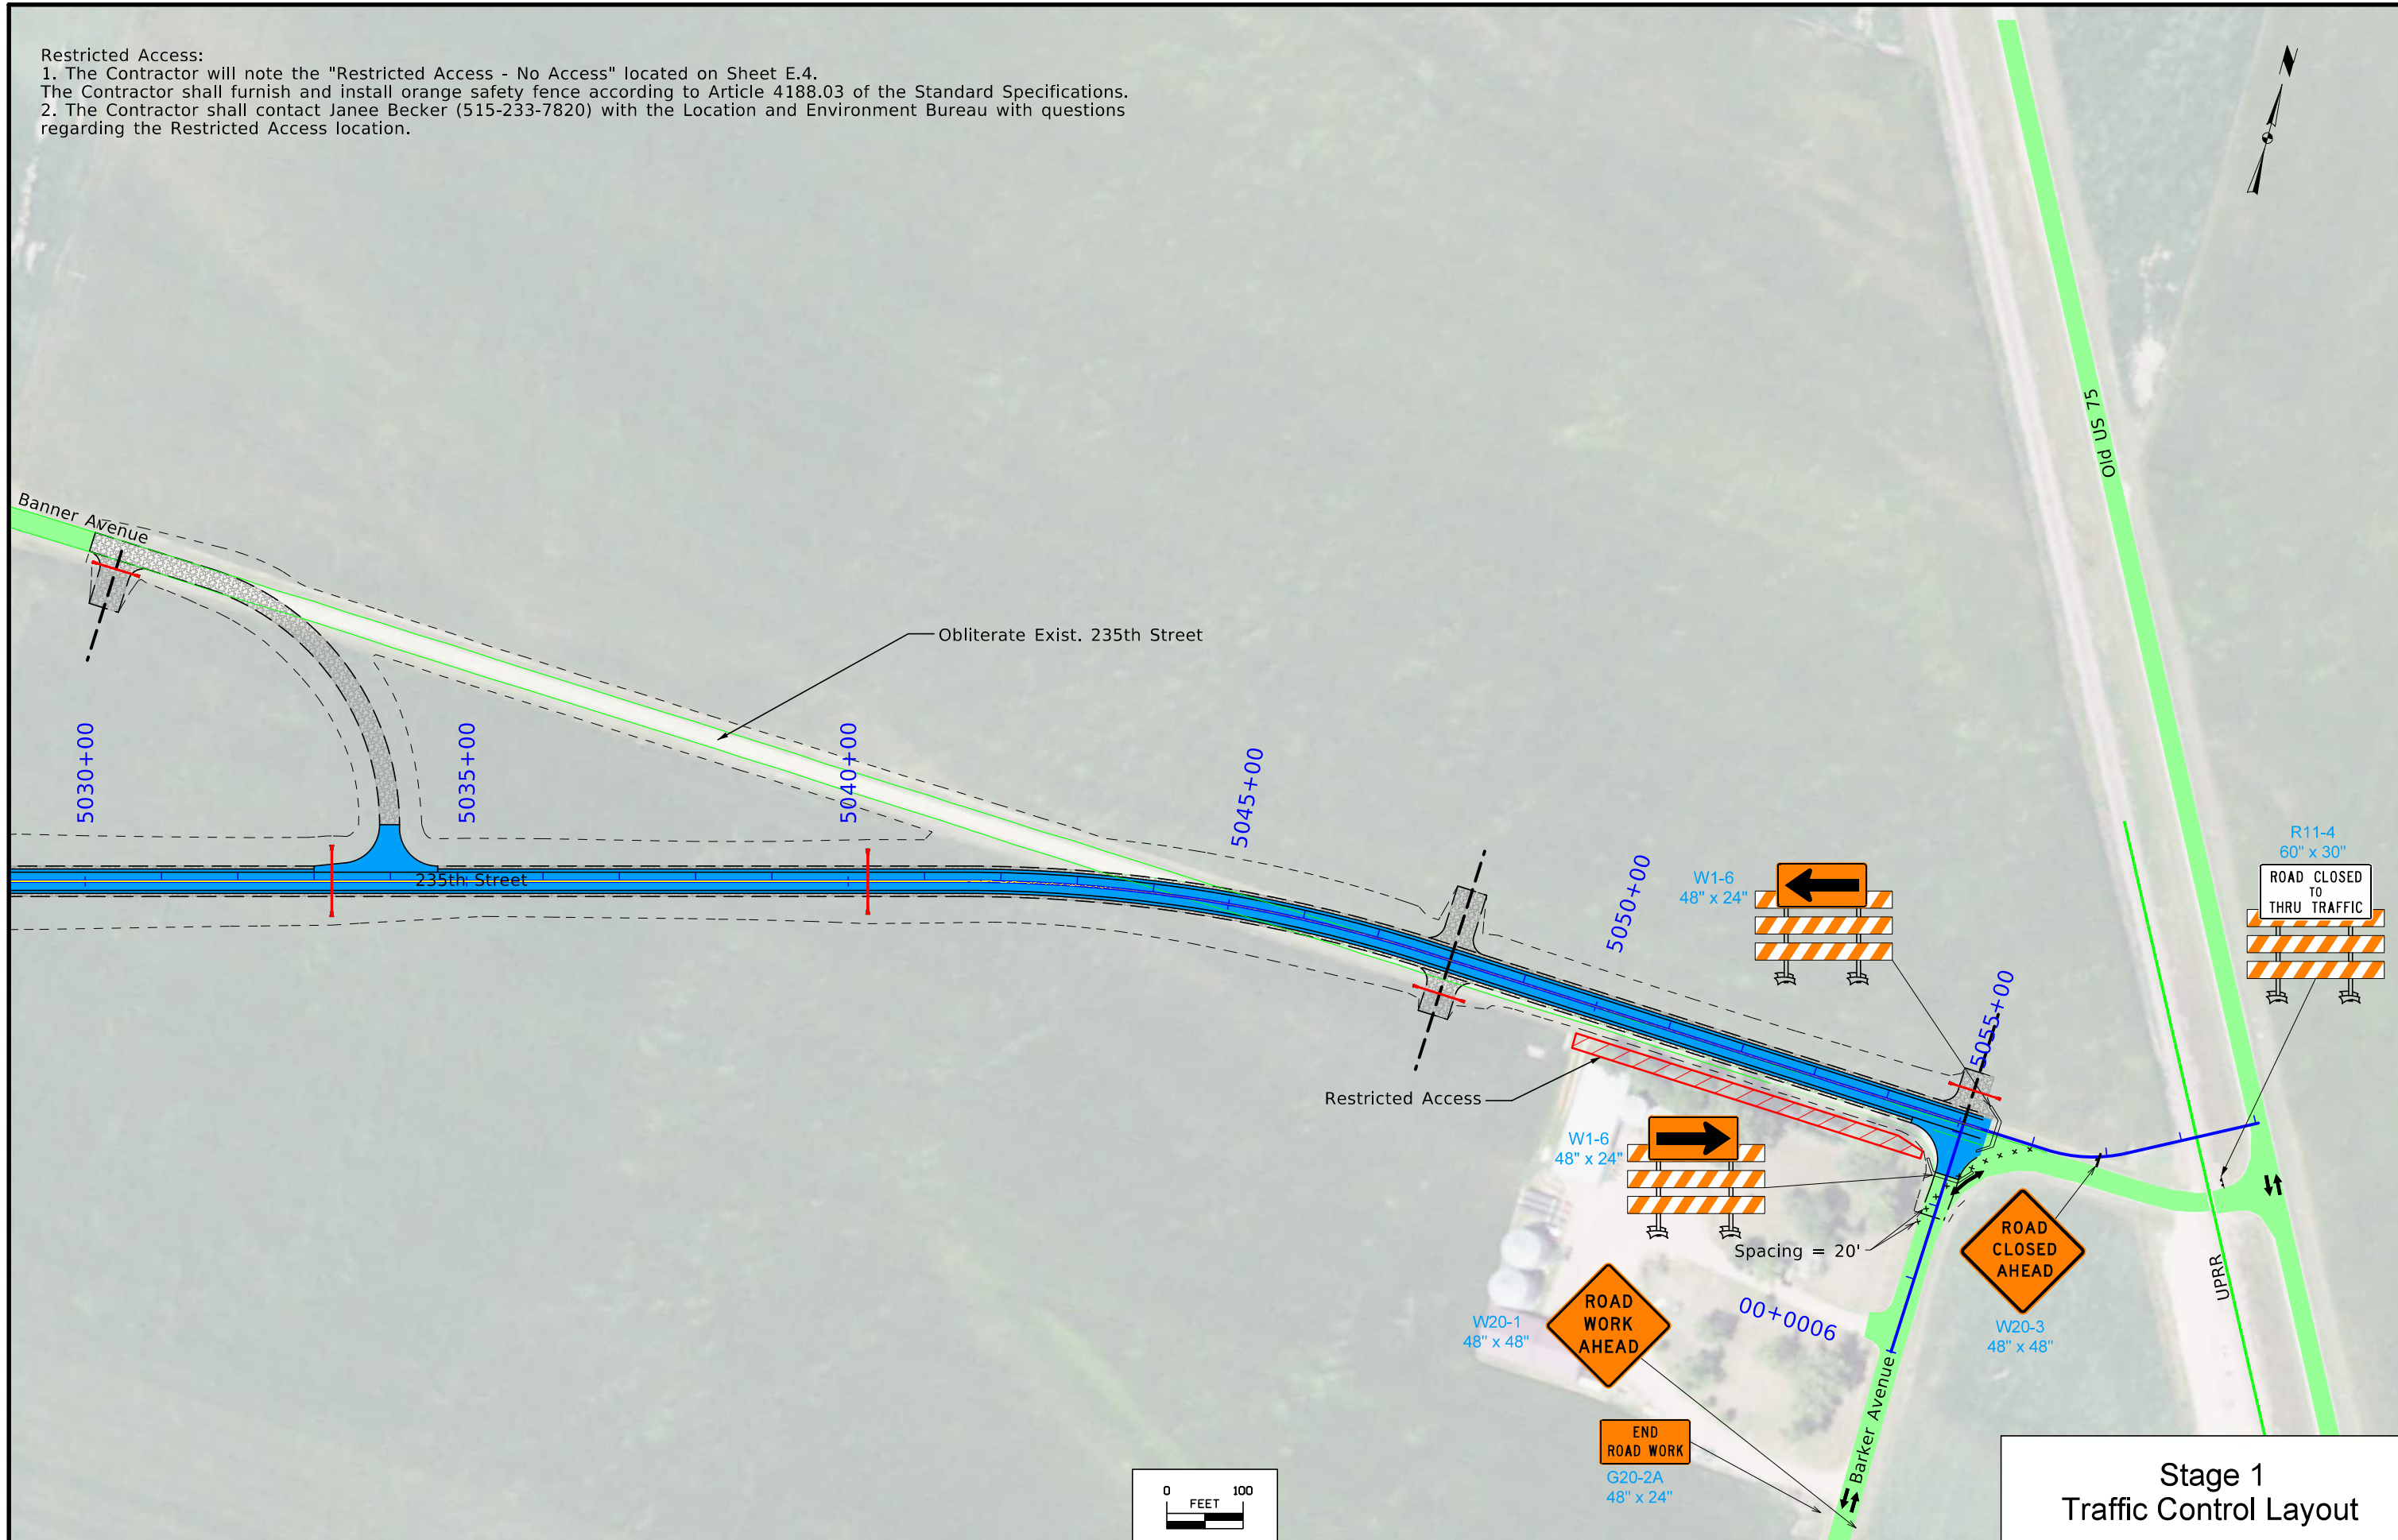 Restricted Access:
1. The Contractor will note the "Restricted Access - No Access" located on Sheet E.4.
The Contractor shall furnish and install orange safety fence according to Article 4188.03 of the Standard Specifications.
2. The Contractor shall contact Janee Becker (515-233-7820) with the Location and Environment Bureau with questions
regarding the Restricted Access location.
Old US 75
Banner Avenue
Obliterate Exist. 235th Street
5030+00
5035+00
5040+00
5045+00
5050+00
5055+00
235th Street
W1-6
48" x 24"
R11-4
60" x 30"
ROAD CLOSED
TO
THRU TRAFFIC
Restricted Access
W1-6
48" x 24"
Spacing = 20'
ROAD
CLOSED
AHEAD
W20-3
48" x 48"
UPRR
9000+00
W20-1
48" x 48"
ROAD
WORK
AHEAD
Barker Avenue
END
ROAD WORK
G20-2A
48" x 24"
0 100
FEET
Stage 1
Traffic Control Layout